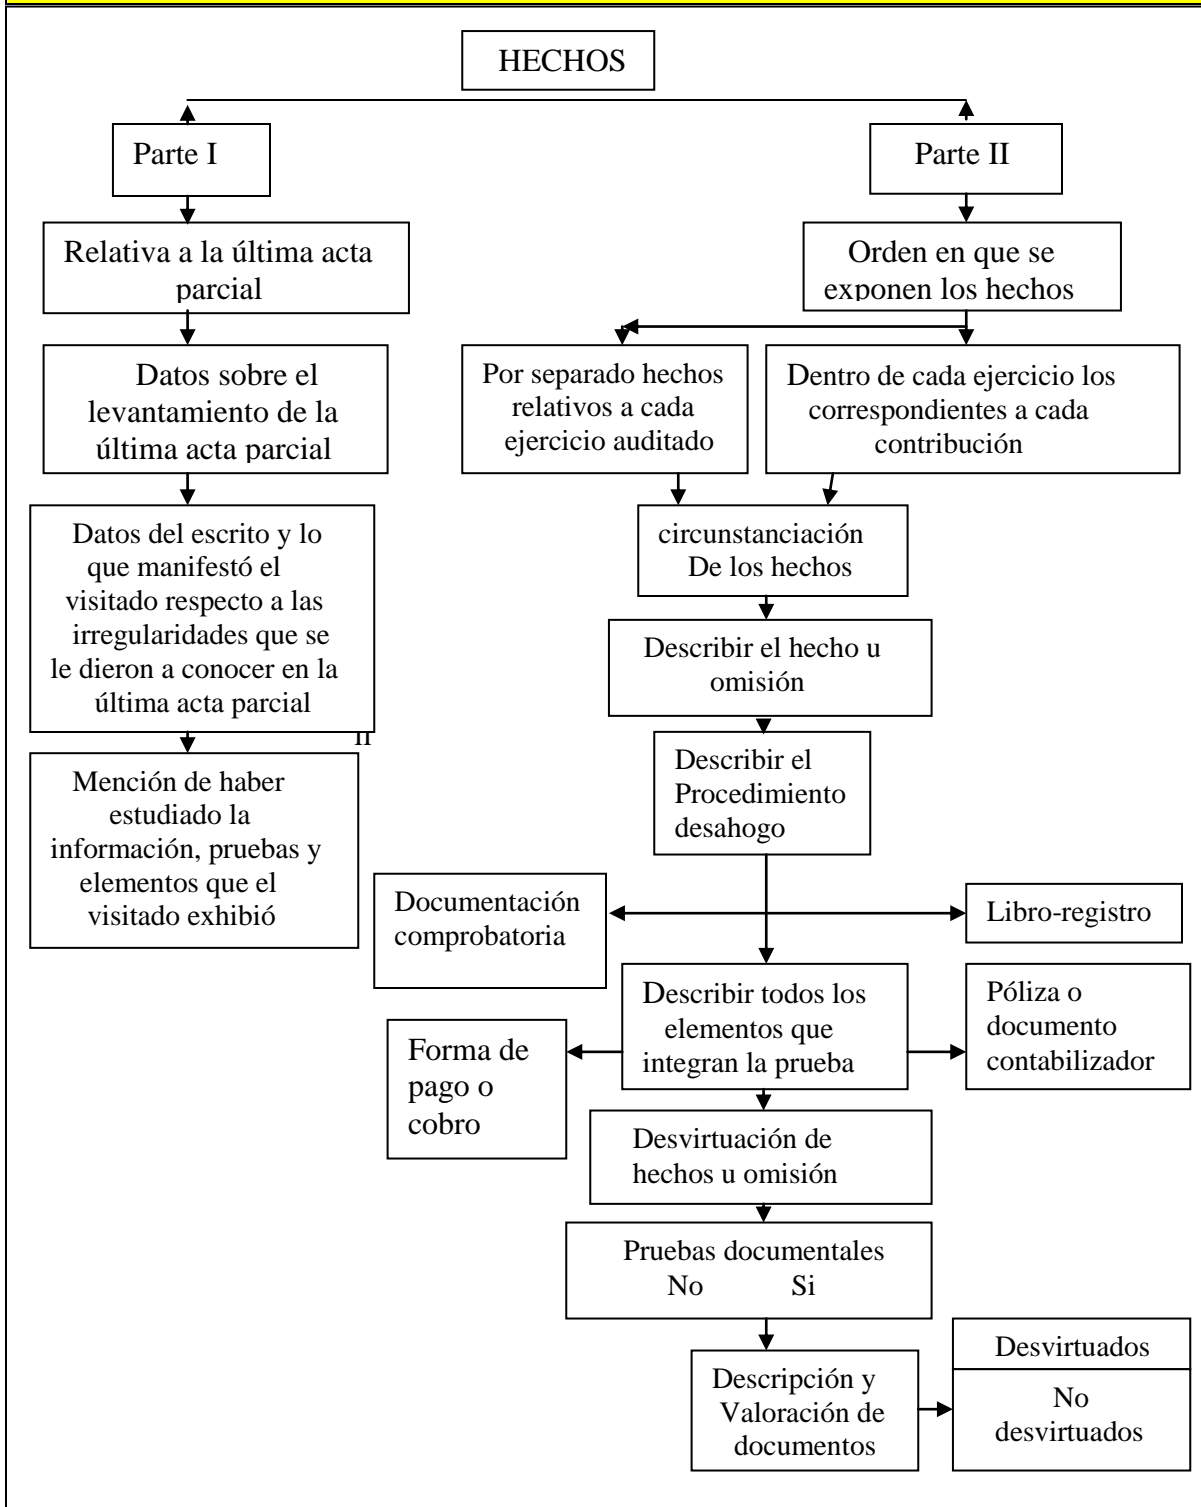 HECHOS
Parte I
Parte II
Relativa a la última acta
parcial
Orden en que se
exponen los hechos
Datos sobre el
levantamiento de la
última acta parcial
Por separado hechos
relativos a cada
ejercicio auditado
Dentro de cada ejercicio los
correspondientes a cada
contribución
Datos del escrito y lo
que manifestó el
visitado respecto a las
irregularidades que se
le dieron a conocer en la
última acta parcial
II
circunstanciación
De los hechos
Describir el hecho u
omisión
Mención de haber
estudiado la
información, pruebas y
elementos que el
visitado exhibió
Describir el
Procedimiento
desahogo
Documentación
comprobatoria
Libro-registro
Describir todos los
elementos que
integran la prueba
Póliza o
documento
contabilizador
Forma de
pago o
cobro
Desvirtuación de
hechos u omisión
Pruebas documentales
No Si
Descripción y
Valoración de
documentos
Desvirtuados
No
desvirtuados